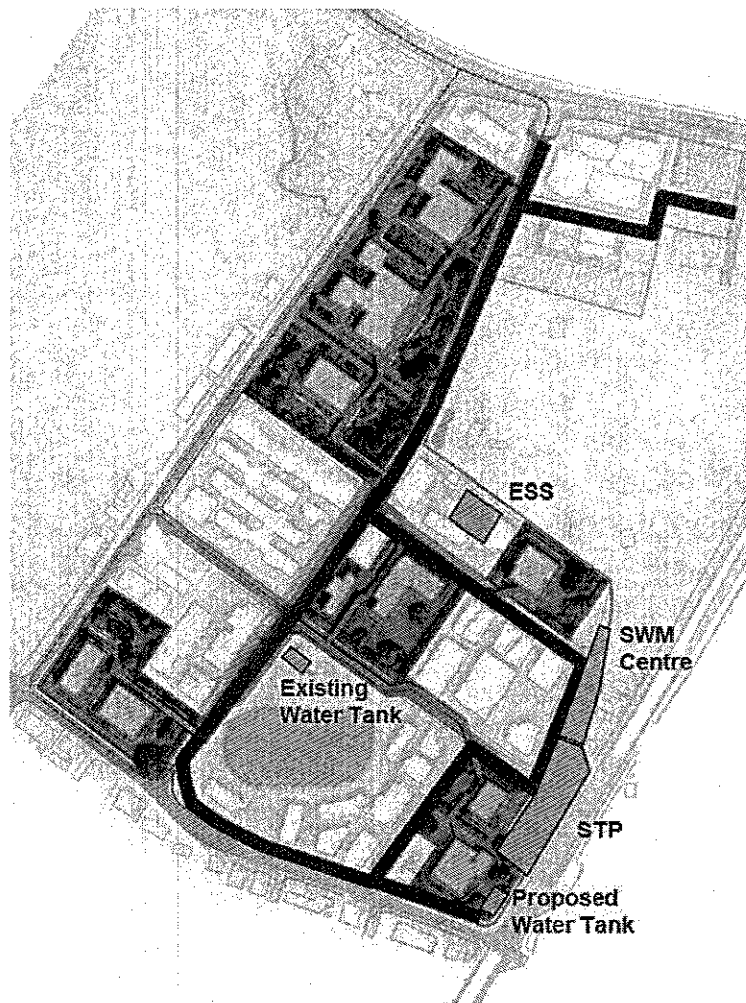 ESS
SWM
Centre
Existing
Water Tank
STP
Proposed
Water Tank